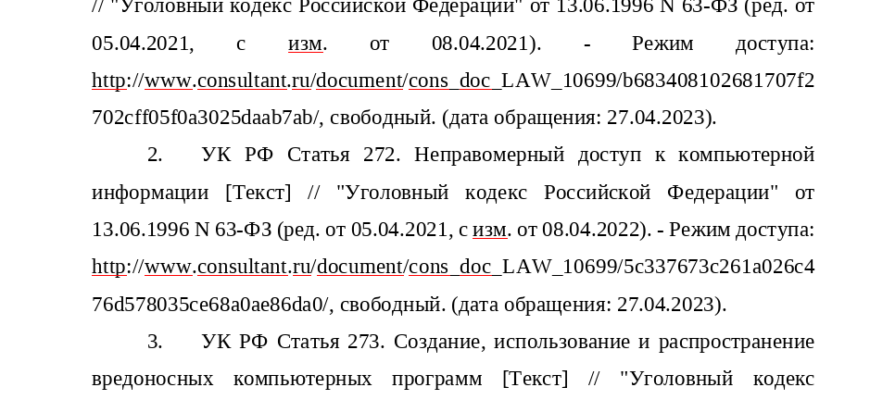 // "Уголовный кодекс Российской Федерации" от 13.06.1996 N 63-ФЗ (ред. от
05.04.2021, с изм. от 08.04.2021). - Режим доступа:
http://www.consultant.ru/document/cons_doc_LAW_10699/b683408102681707f2
702cff05f0a3025daab7ab/, свободный. (дата обращения: 27.04.2023).
2. УК РФ Статья 272. Неправомерный доступ к компьютерной
информации [Текст] // "Уголовный кодекс Российской Федерации" от
13.06.1996 N 63-ФЗ (ред. от 05.04.2021, с изм. от 08.04.2022). - Режим доступа:
http://www.consultant.ru/document/cons_doc_LAW_10699/5c337673c261a026c4
76d578035ce68a0ae86da0/, свободный. (дата обращения: 27.04.2023).
3. УК РФ Статья 273. Создание, использование и распространение
вредоносных компьютерных программ [Текст] // "Уголовный кодекс